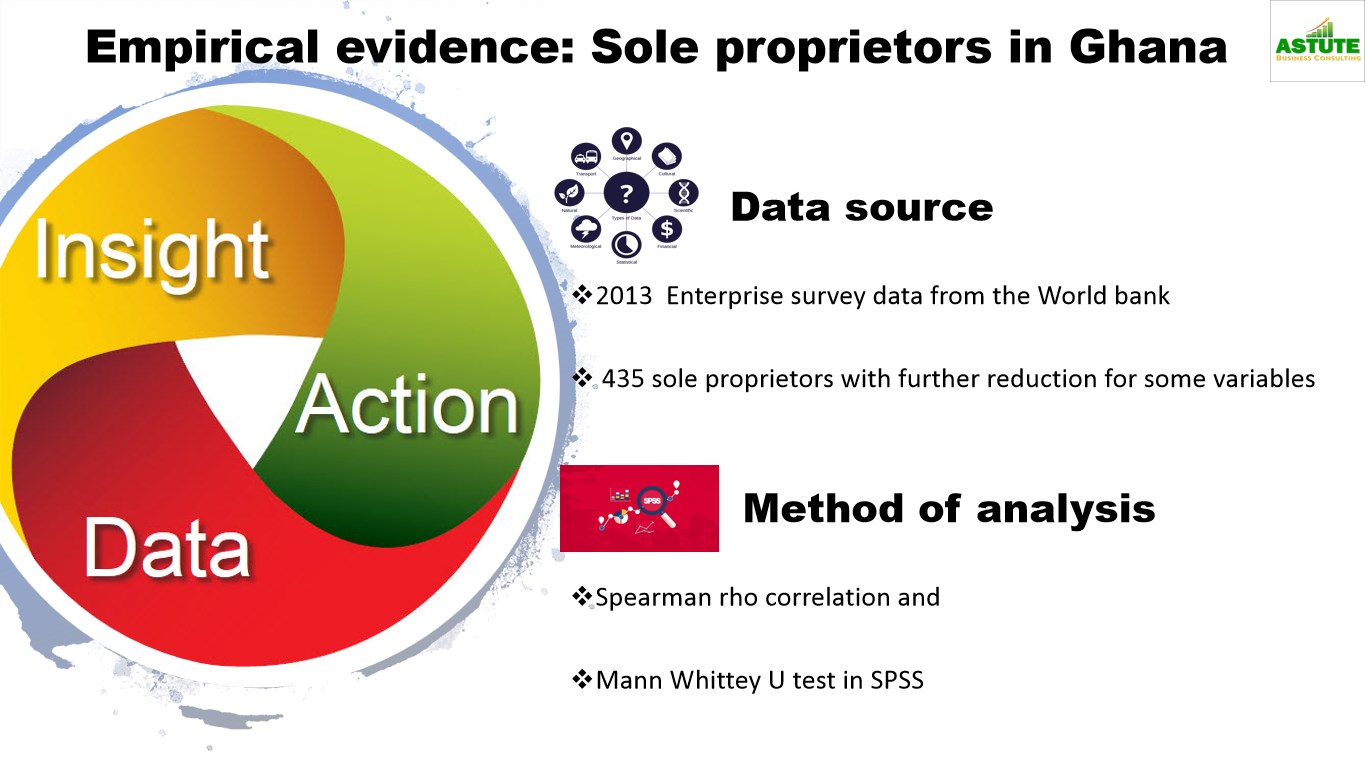 Empirical evidence: Sole proprietors in Ghana
ASTUTE
BUSINESS CONSULTING
Insight
Action
Data
Geographical
Transport
Cultural
?
Natural
Types of Data
Scientific
$
Meteorological
Financial
Statistical
Data source
❖2013 Enterprise survey data from the World bank
❖ 435 sole proprietors with further reduction for some variables
SPSS
Method of analysis
❖Spearman rho correlation and
❖Mann Whittey U test in SPSS